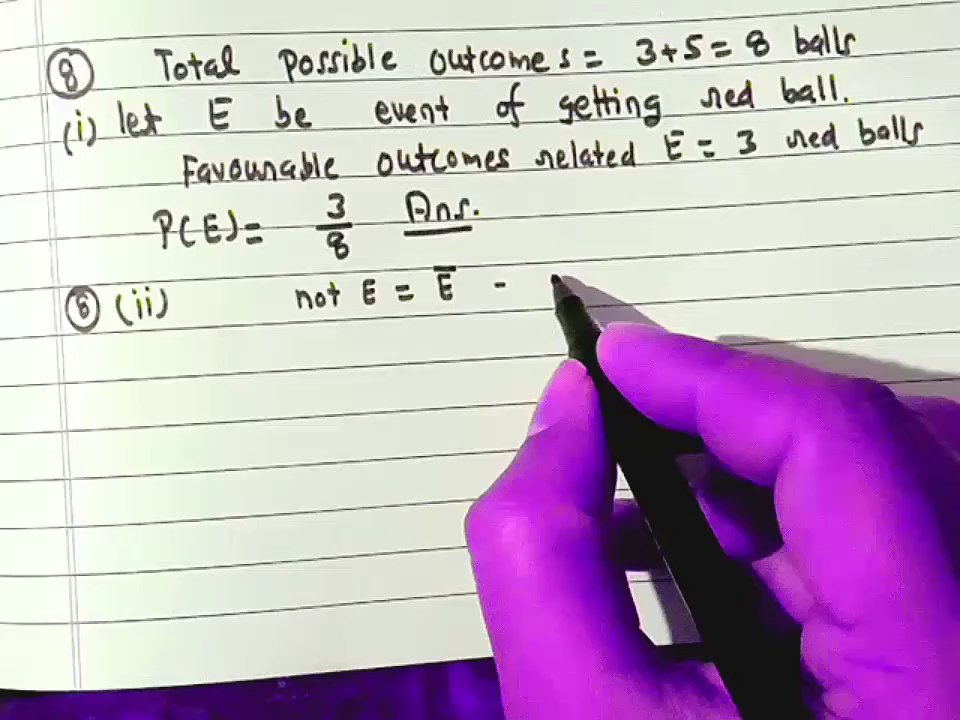 8 Total possible outcomes = 3+5 = 8 balls
(i) let E be event of getting red ball.
Favourable outcomes related E = 3 red balls
P(E) = 3/8 Ans.
8 (ii) not E = E̅ -